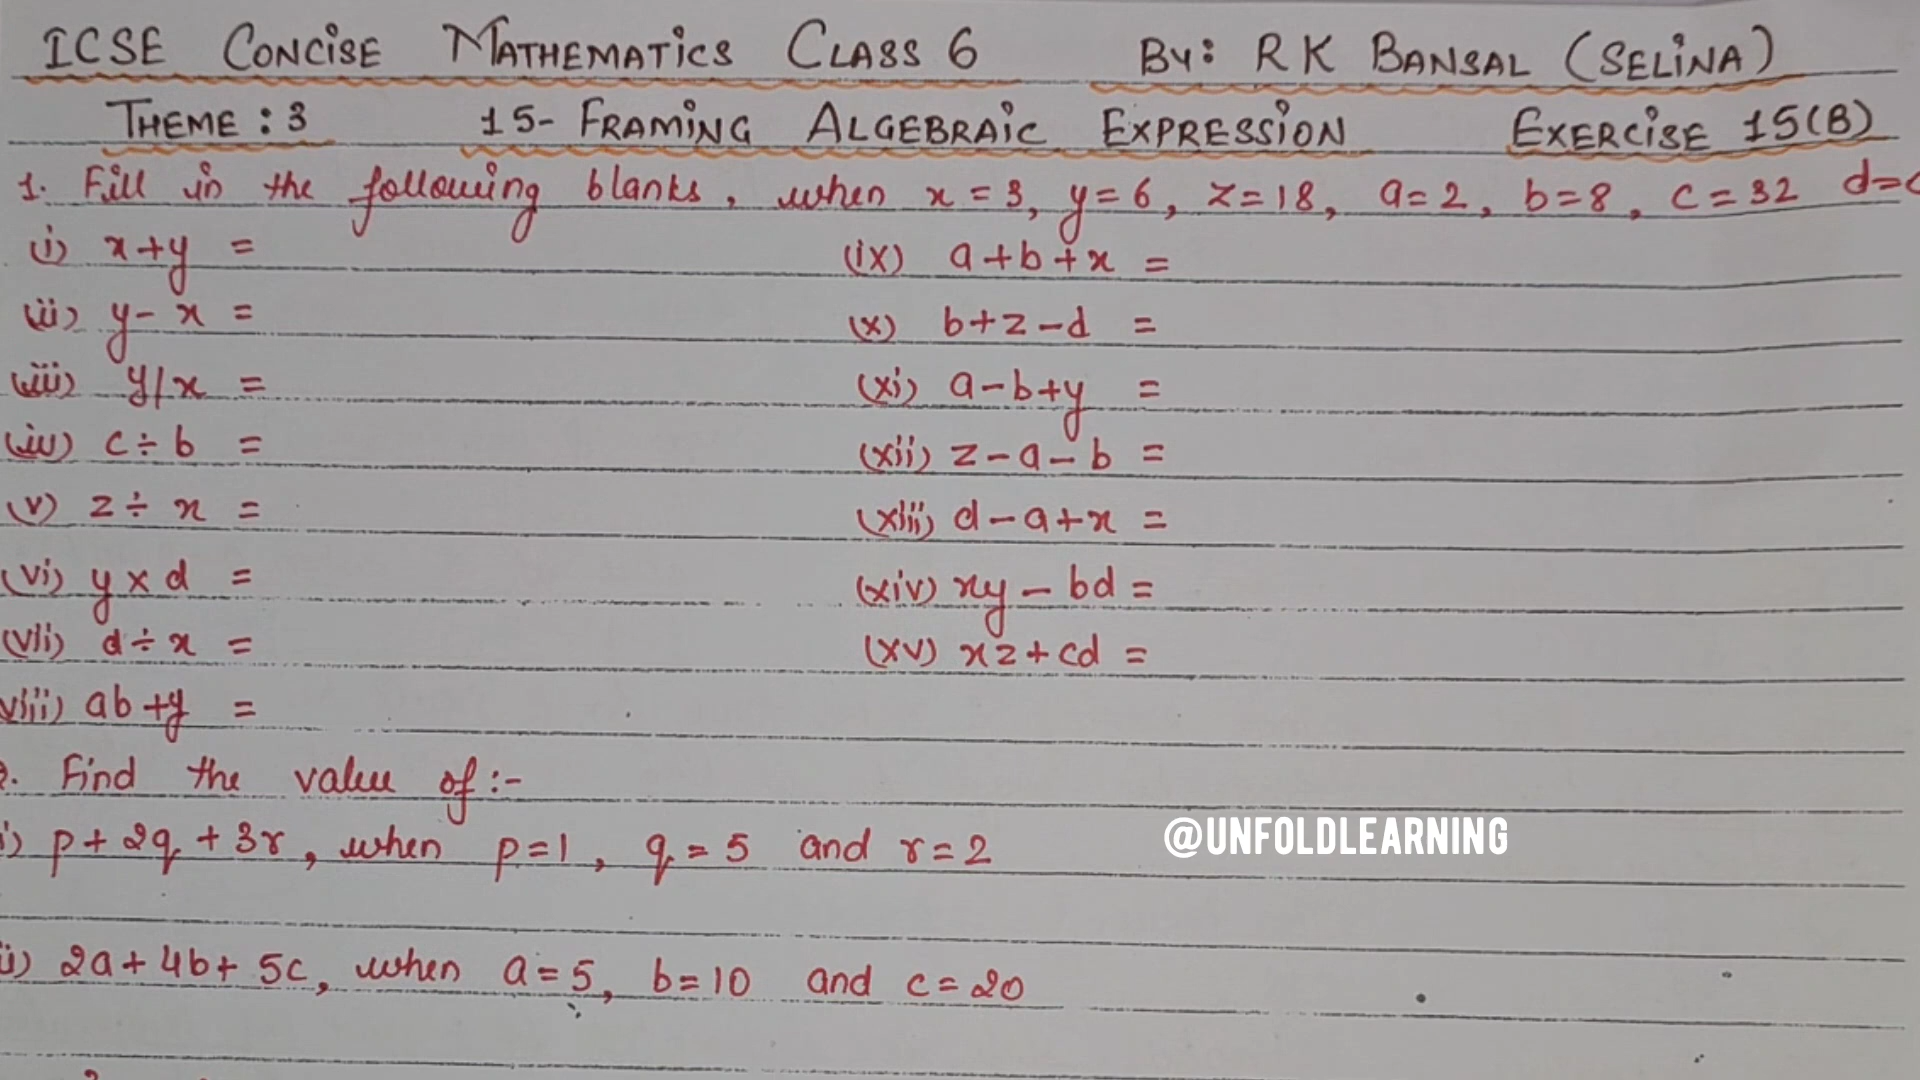 ICSE CONCISE MATHEMATICS CLASS 6 BY: R K BANSAL (SELINA)
THEME : 3 15- FRAMING ALGEBRAIC EXPRESSION EXERCISE 15(B)
1. Fill in the following blanks, when x = 3, y = 6, z = 18, a = 2, b = 8, c = 32 d =
(i) x + y =
(ii) y - x =
(iii) y/x =
(iv) c ÷ b =
(v) z ÷ x =
(vi) y × d =
(vii) d ÷ x =
viii) ab + y =
(ix) a + b + x =
(x) b + z - d =
(xi) a - b + y =
(xii) z - a - b =
(xiii) d - a + x =
(xiv) xy - bd =
(xv) xz + cd =
2. Find the value of :-
i) p + 2q + 3r, when p = 1, q = 5 and r = 2
@UNFOLDLEARNING
ii) 2a + 4b + 5c, when a = 5, b = 10 and c = 20